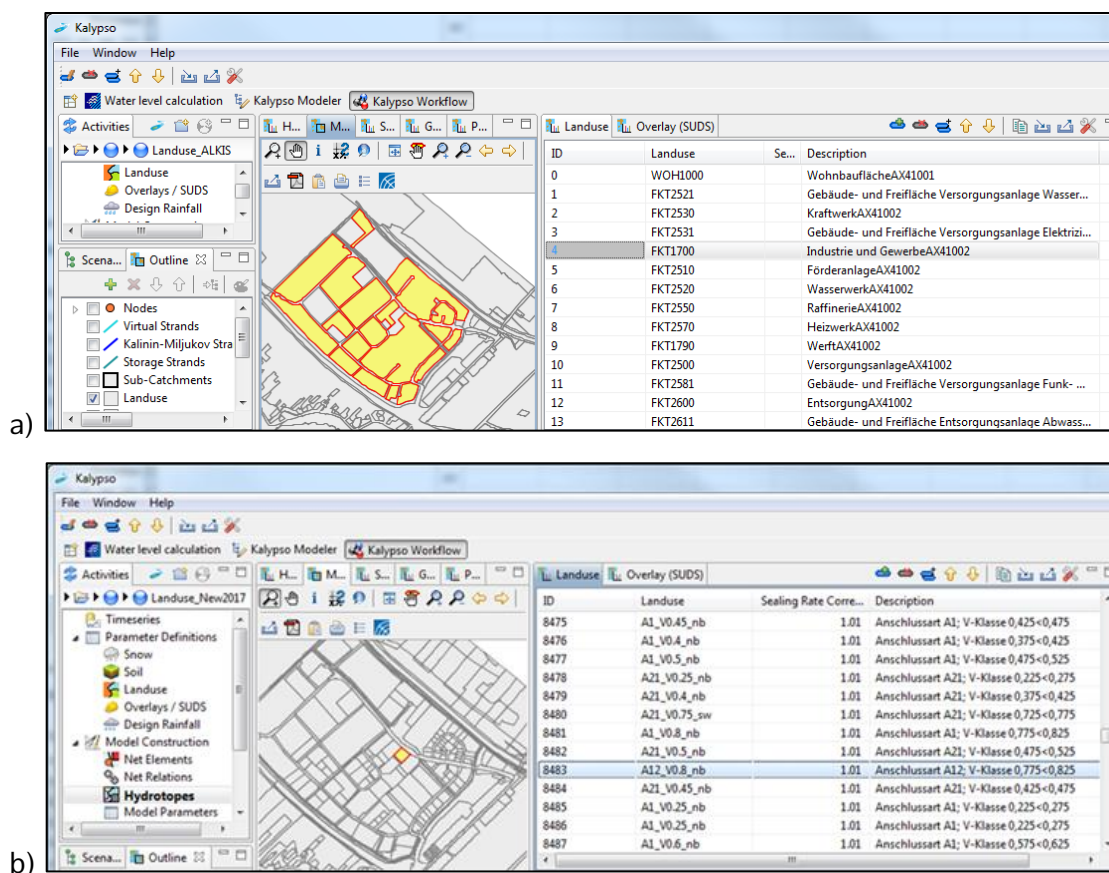 Kalypso
File Window Help
Water level calculation Kalypso Modeler Kalypso Workflow
Activities
Landuse_ALKIS
Landuse
Overlays / SUDS
Design Rainfall
Scena... Outline
Nodes
Virtual Strands
Kalinin-Miljukov Stra
Storage Strands
Sub-Catchments
Landuse
H... M... S... G... P...
Landuse Overlay (SUDS)
ID Landuse Se... Description
0 WOH1000 WohnbauflächeAX41001
1 FKT2521 Gebäude- und Freifläche Versorgungsanlage Wasser...
2 FKT2530 KraftwerkAX41002
3 FKT2531 Gebäude- und Freifläche Versorgungsanlage Elektrizi...
4 FKT1700 Industrie und GewerbeAX41002
5 FKT2510 FörderanlageAX41002
6 FKT2520 WasserwerkAX41002
7 FKT2550 RaffinerieAX41002
8 FKT2570 HeizwerkAX41002
9 FKT1790 WerftAX41002
10 FKT2500 VersorgungsanlageAX41002
11 FKT2581 Gebäude- und Freifläche Versorgungsanlage Funk- ...
12 FKT2600 EntsorgungAX41002
13 FKT2611 Gebäude- und Freifläche Entsorgungsanlage Abwass...
a)
Kalypso
File Window Help
Water level calculation Kalypso Modeler Kalypso Workflow
Activities
Landuse_New2017
Timeseries
Parameter Definitions
Snow
Soil
Landuse
Overlays / SUDS
Design Rainfall
Model Construction
Net Elements
Net Relations
Hydrotopes
Model Parameters
Scena... Outline
H... M... S... G... P...
Landuse Overlay (SUDS)
ID Landuse Sealing Rate Corre... Description
8475 A1_V0.45_nb 1.01 Anschlussart A1; V-Klasse 0,425<0,475
8476 A1_V0.4_nb 1.01 Anschlussart A1; V-Klasse 0,375<0,425
8477 A1_V0.5_nb 1.01 Anschlussart A1; V-Klasse 0,475<0,525
8478 A21_V0.25_nb 1.01 Anschlussart A21; V-Klasse 0,225<0,275
8479 A21_V0.4_nb 1.01 Anschlussart A21; V-Klasse 0,375<0,425
8480 A21_V0.75_sw 1.01 Anschlussart A21; V-Klasse 0,725<0,775
8481 A1_V0.8_nb 1.01 Anschlussart A1; V-Klasse 0,775<0,825
8482 A21_V0.5_nb 1.01 Anschlussart A21; V-Klasse 0,475<0,525
8483 A12_V0.8_nb 1.01 Anschlussart A12; V-Klasse 0,775<0,825
8484 A21_V0.45_nb 1.01 Anschlussart A21; V-Klasse 0,425<0,475
8485 A1_V0.25_nb 1.01 Anschlussart A1; V-Klasse 0,225<0,275
8486 A1_V0.25_nb 1.01 Anschlussart A1; V-Klasse 0,225<0,275
8487 A1_V0.6_nb 1.01 Anschlussart A1; V-Klasse 0,575<0,625
b)